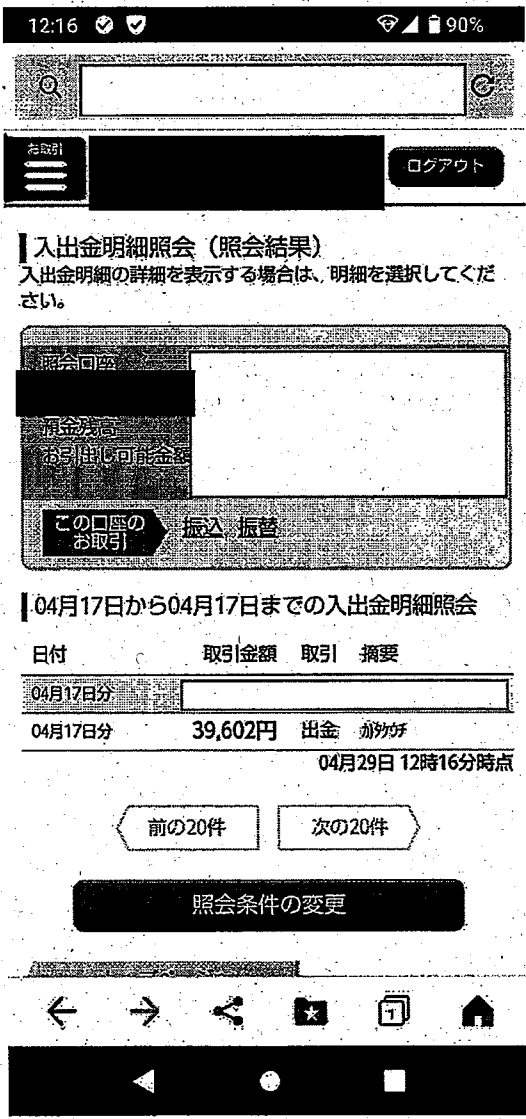 12:16
90%
お取引
ログアウト
入出金明細照会（照会結果）
入出金明細の詳細を表示する場合は、明細を選択してくだ
さい。
照会口座
預金残高
お引出し可能金額
この口座の
お取引
振込 振替
04月17日から04月17日までの入出金明細照会
日付 取引金額 取引 摘要
04月17日分
04月17日分 39,602円 出金
04月29日 12時16分時点
前の20件 次の20件
照会条件の変更